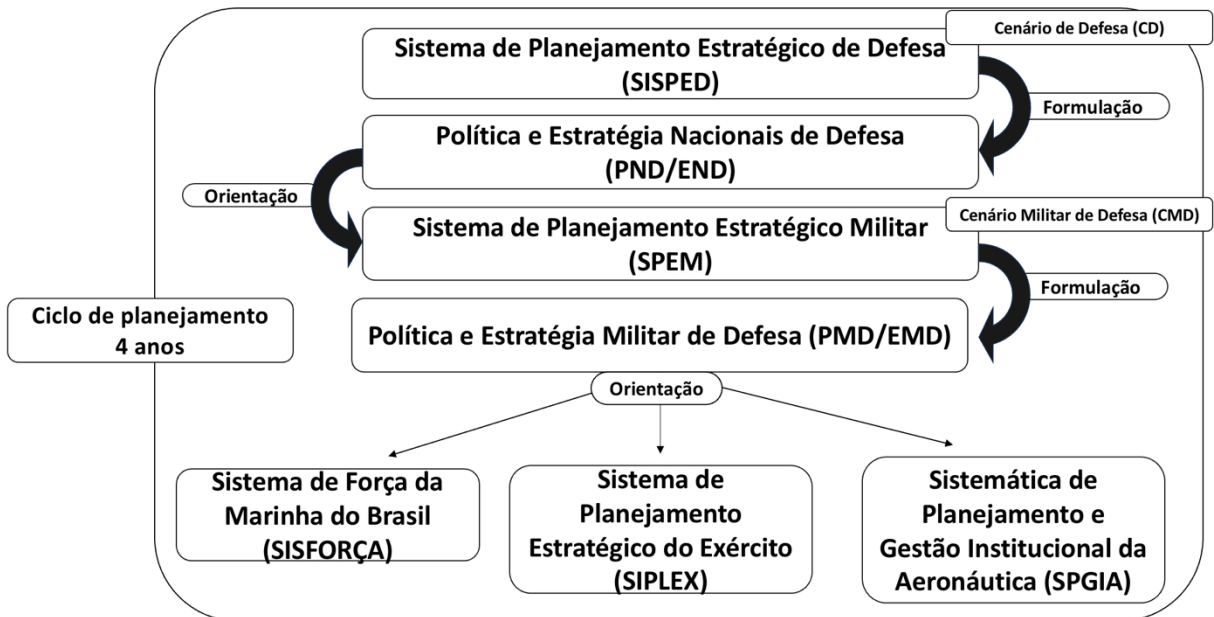 Cenário de Defesa (CD)
Sistema de Planejamento Estratégico de Defesa
(SISPED)
Formulação
Política e Estratégia Nacionais de Defesa
(PND/END)
Orientação
Cenário Militar de Defesa (CMD)
Sistema de Planejamento Estratégico Militar
(SPEM)
Formulação
Ciclo de planejamento
4 anos
Política e Estratégia Militar de Defesa (PMD/EMD)
Orientação
Sistema de Força da
Marinha do Brasil
(SISFORÇA)
Sistema de
Planejamento
Estratégico do Exército
(SIPLEX)
Sistemática de
Planejamento e
Gestão Institucional da
Aeronáutica (SPGIA)